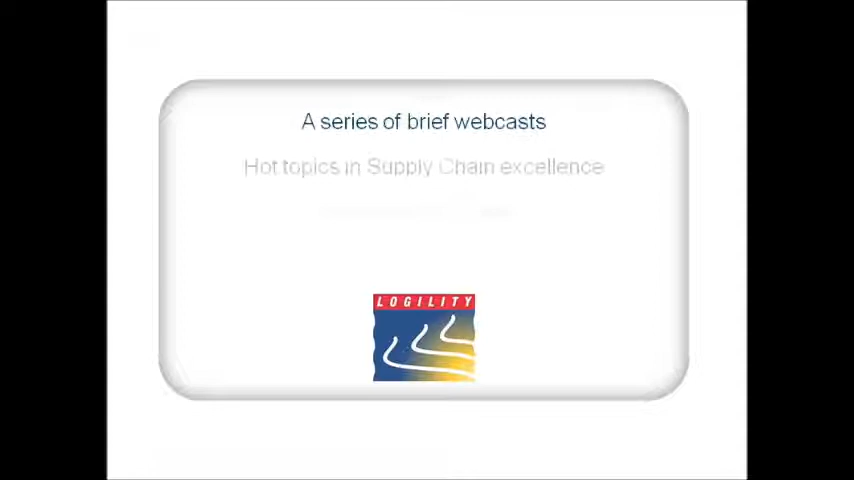 A series of brief webcasts
Hot topics in Supply Chain excellence
LOGILITY